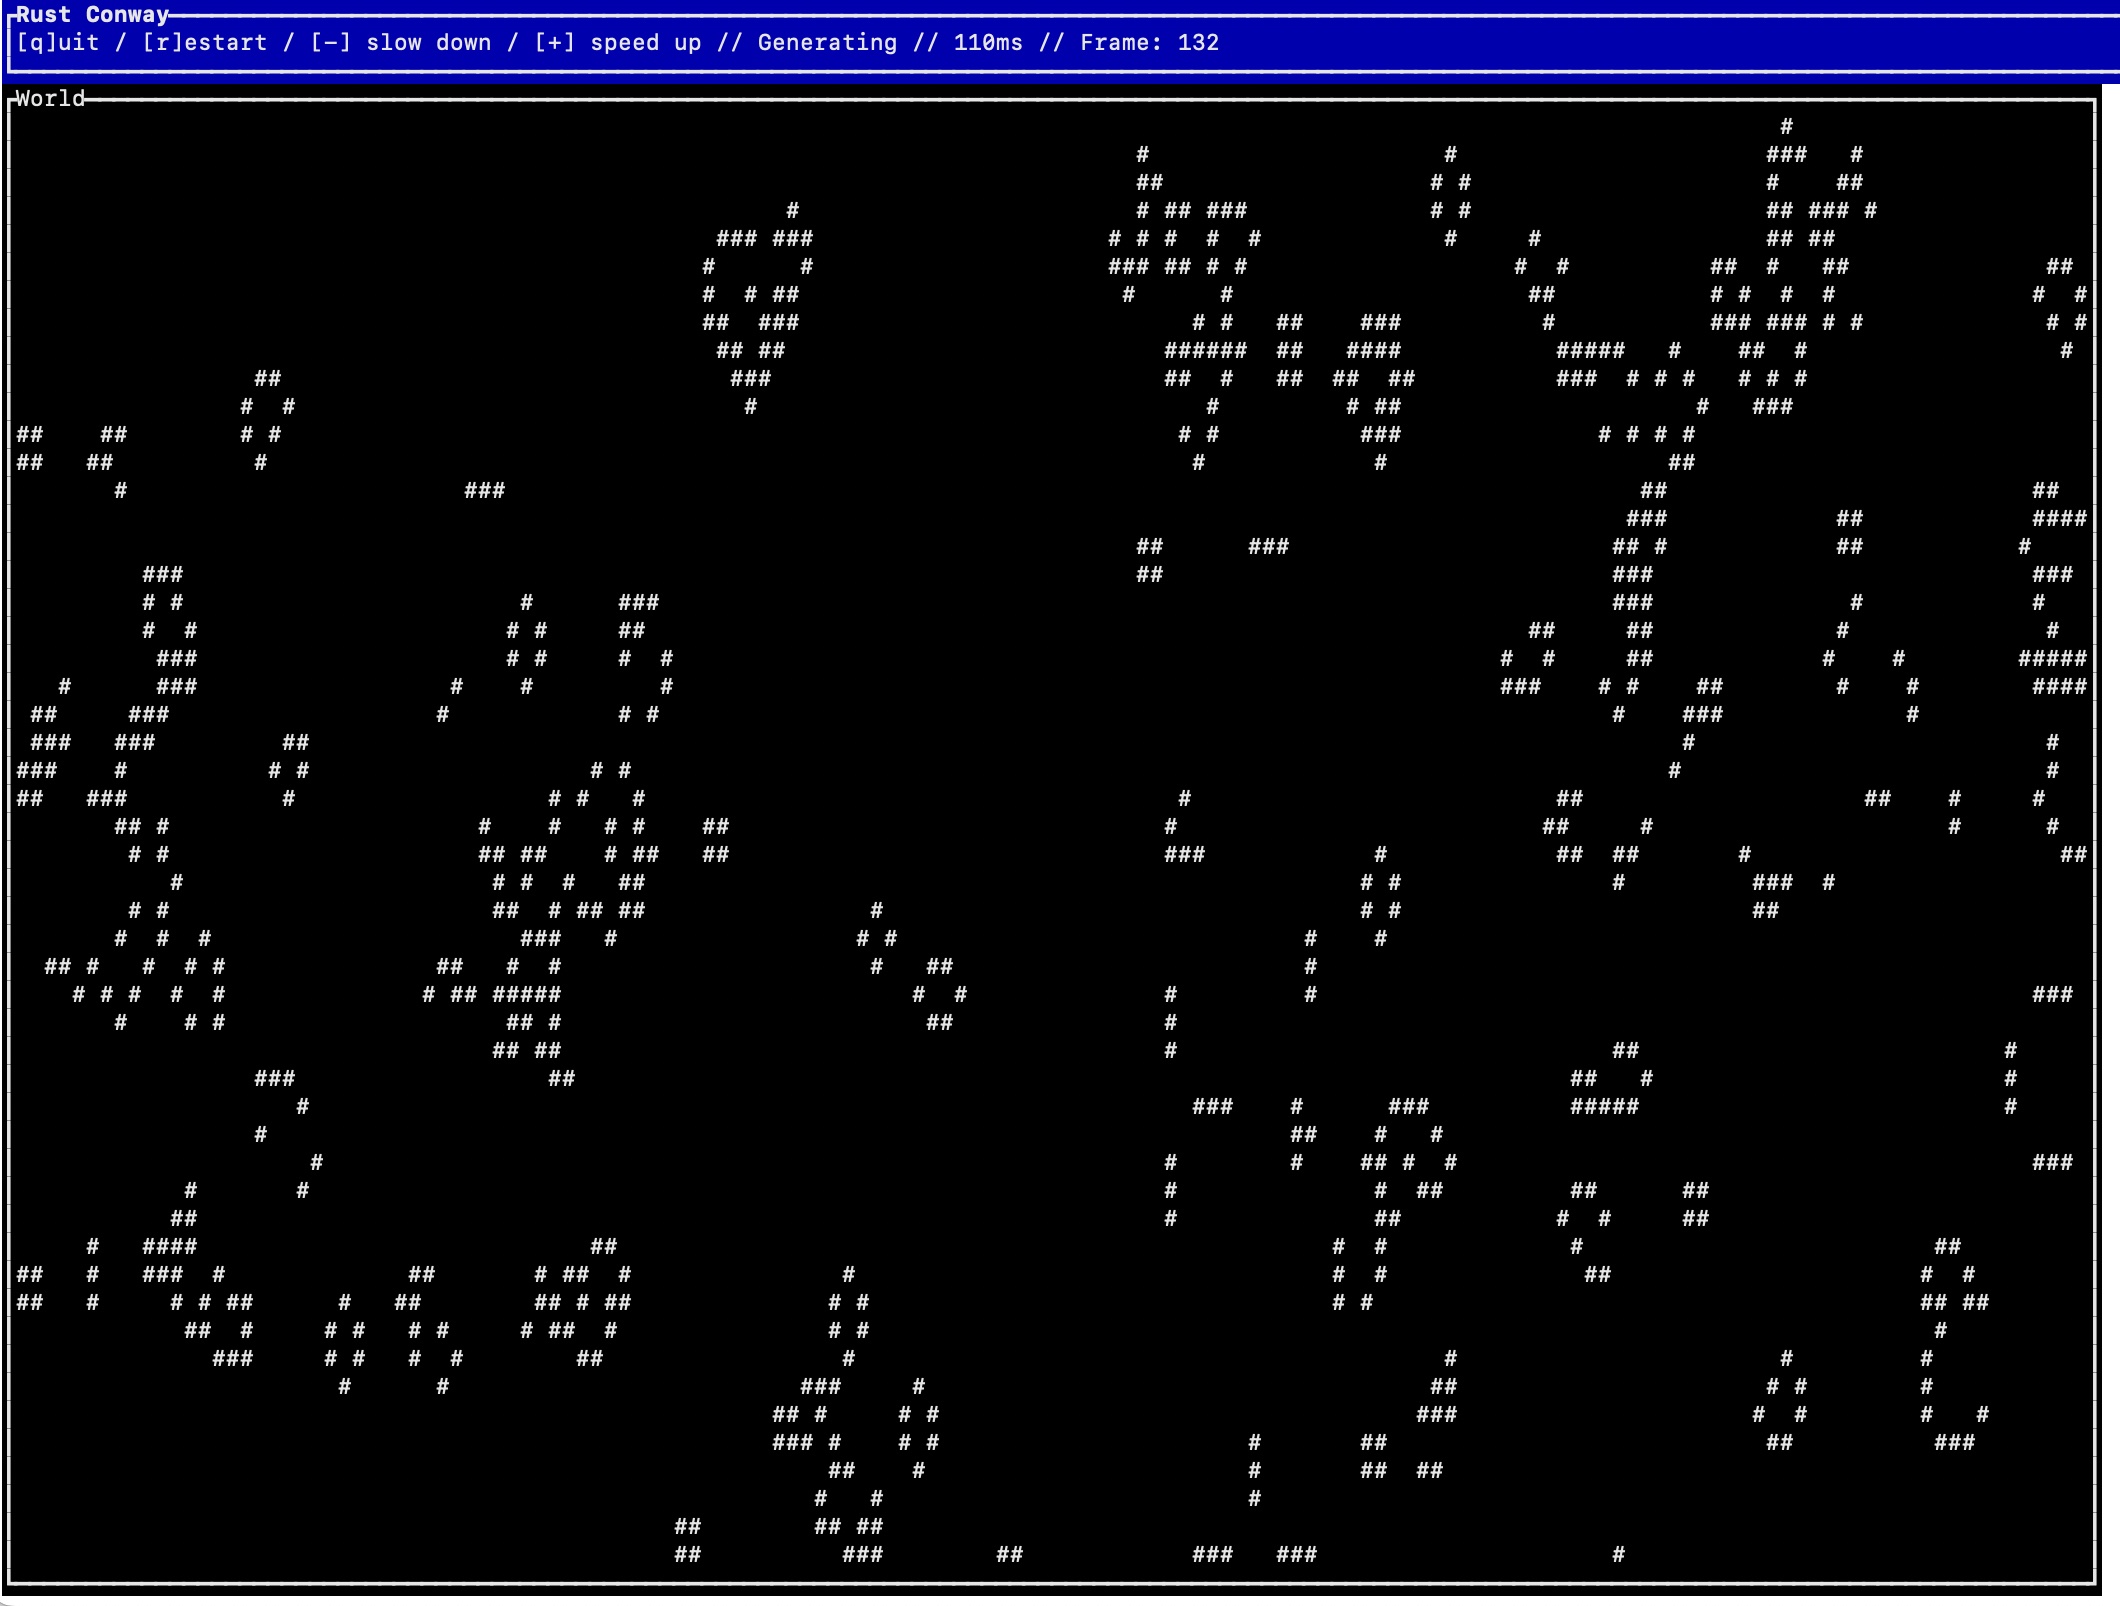 Rust Conway
[q]uit / [r]estart / [-] slow down / [+] speed up // Generating // 110ms // Frame: 132
World